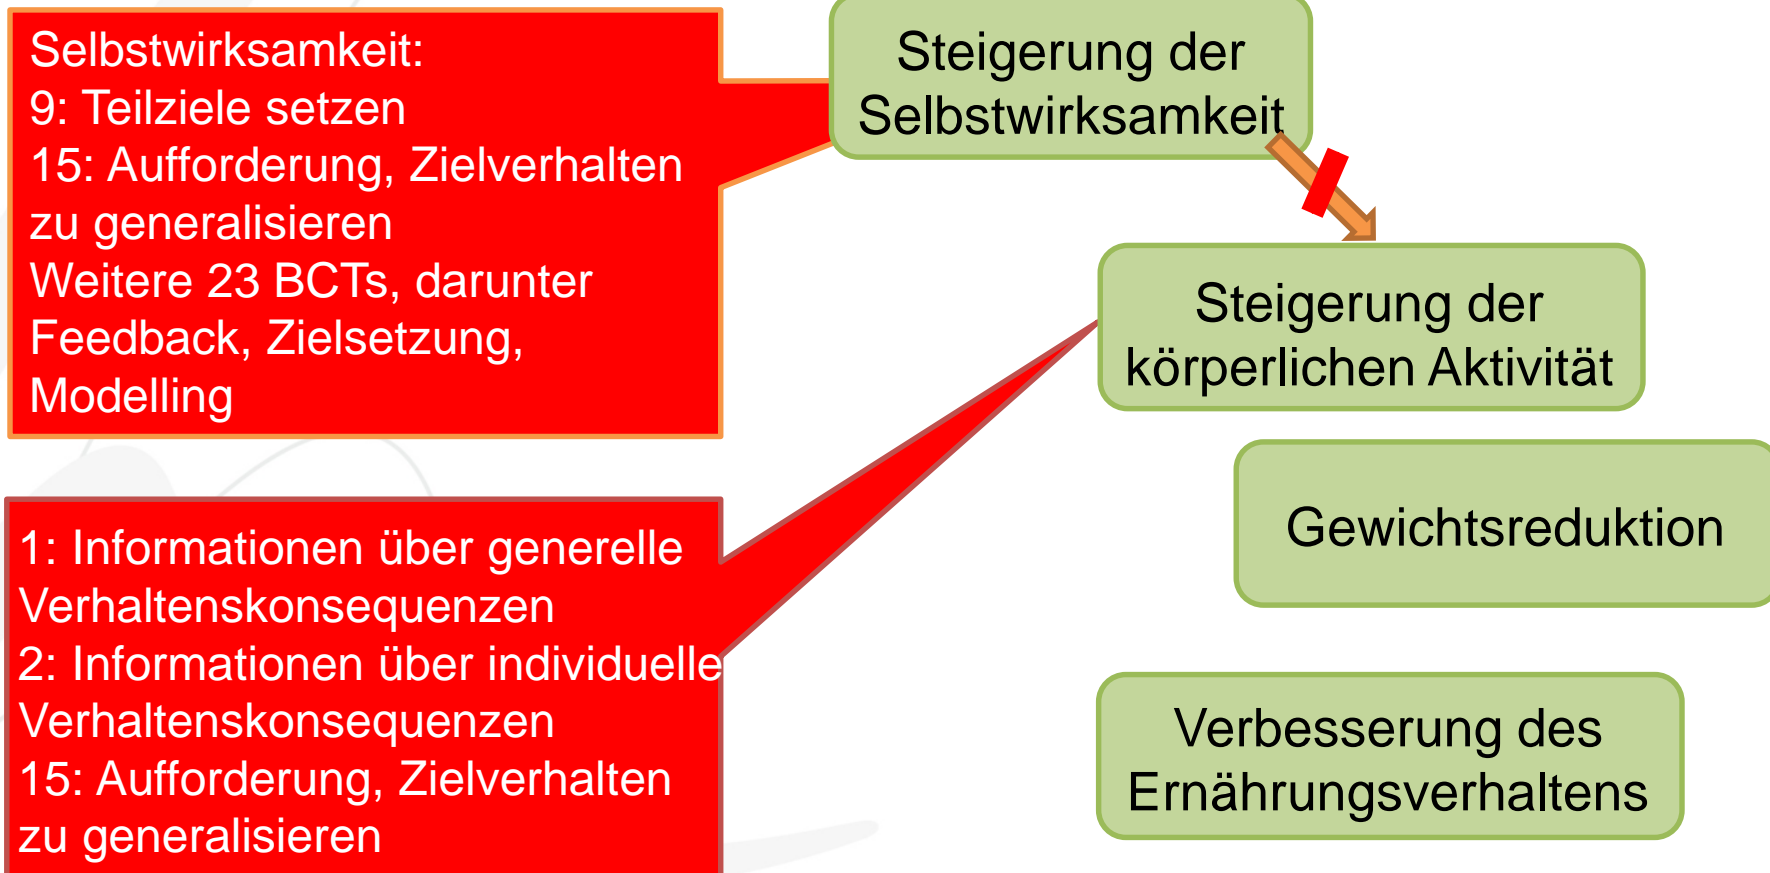 Selbstwirksamkeit:
9: Teilziele setzen
15: Aufforderung, Zielverhalten
zu generalisieren
Weitere 23 BCTs, darunter
Feedback, Zielsetzung,
Modelling
Steigerung der
Selbstwirksamkeit
Steigerung der
körperlichen Aktivität
Gewichtsreduktion
1: Informationen über generelle
Verhaltenskonsequenzen
2: Informationen über individuelle
Verhaltenskonsequenzen
15: Aufforderung, Zielverhalten
zu generalisieren
Verbesserung des
Ernährungsverhaltens